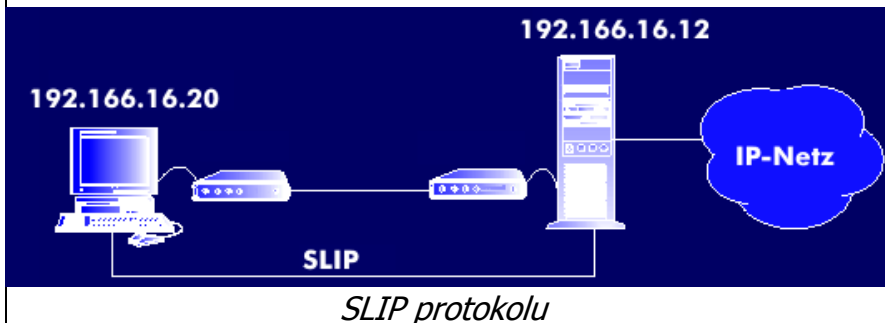 192.166.16.12
192.166.16.20
IP-Netz
SLIP
SLIP protokolu